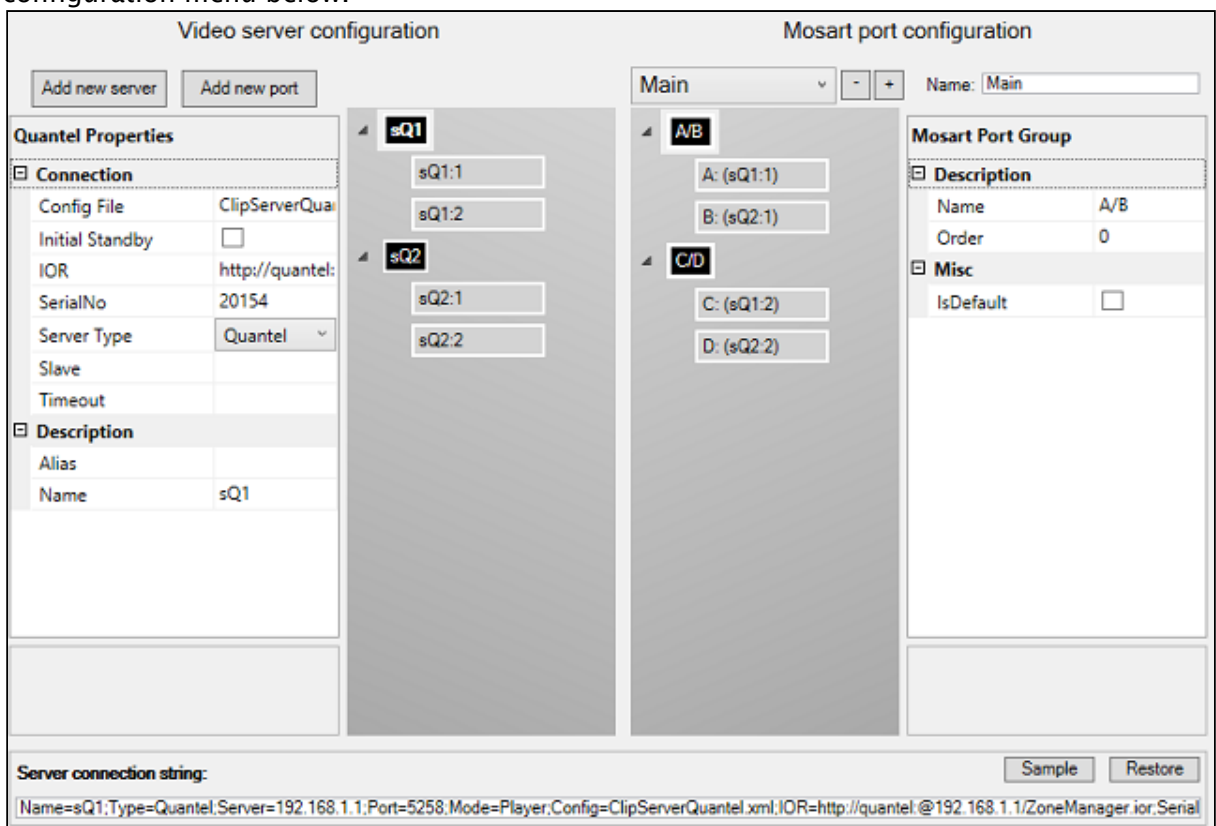 configuration menu below.
Video server configuration
Mosart port configuration
Add new server
Add new port
Main
-
+
Name: Main
Quantel Properties
Connection
Config File ClipServerQua
Initial Standby
IOR http://quantel:
SerialNo 20154
Server Type Quantel
Slave
Timeout
Description
Alias
Name sQ1
sQ1
sQ1:1
sQ1:2
sQ2
sQ2:1
sQ2:2
A/B
A: (sQ1:1)
B: (sQ2:1)
C/D
C: (sQ1:2)
D: (sQ2:2)
Mosart Port Group
Description
Name A/B
Order 0
Misc
IsDefault
Server connection string:
Sample
Restore
Name=sQ1;Type=Quantel;Server=192.168.1.1;Port=5258;Mode=Player;Config=ClipServerQuantel.xml;IOR=http://quantel:@192.168.1.1/ZoneManager.ior;Serial